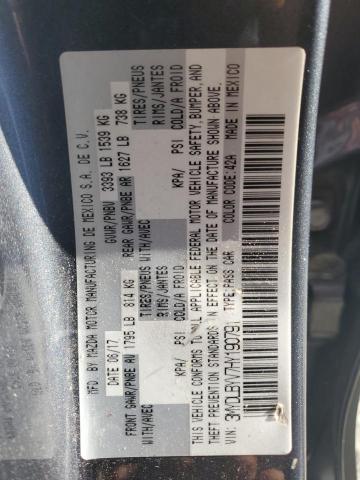 MFD. BY MAZDA MOTOR MANUFACTURING DE MEXICO S.A. DE C.V.
DATE 06/17 GVWR/PNBV 3393 LB 1539 KG
FRONT GAWR/PNBE AV 1795 LB 814 KG REAR GAWR/PNBE AR 1627 LB 738 KG
WITH/AVEC TIRES/PNEUS WITH/AVEC TIRES/PNEUS
RIMS/JANTES RIMS/JANTES
KPA/ PSI COLD/A FROID KPA/ PSI COLD/A FROID
THIS VEHICLE CONFORMS TO ALL APPLICABLE FEDERAL MOTOR VEHICLE SAFETY, BUMPER, AND
THEFT PREVENTION STANDARDS IN EFFECT ON THE DATE OF MANUFACTURE SHOWN ABOVE.
TYPE:PASS CAR COLOR CODE:42A MADE IN MEXICO
VIN: 3MYDLBYV7HY190791